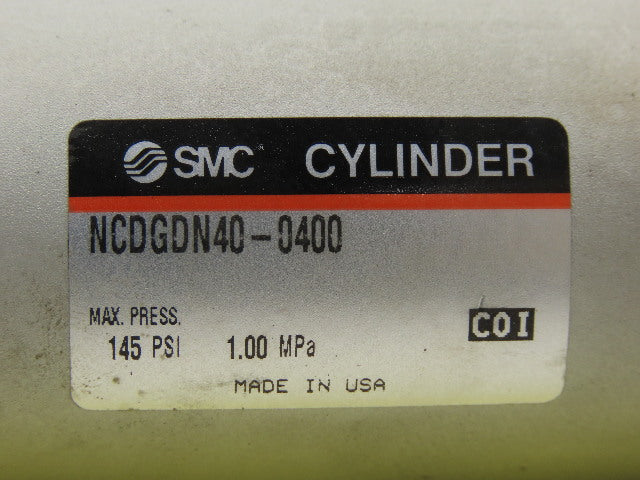 SMC CYLINDER
NCDGDN40-0400
MAX. PRESS.
145 PSI 1.00 MPa
COI
MADE IN USA